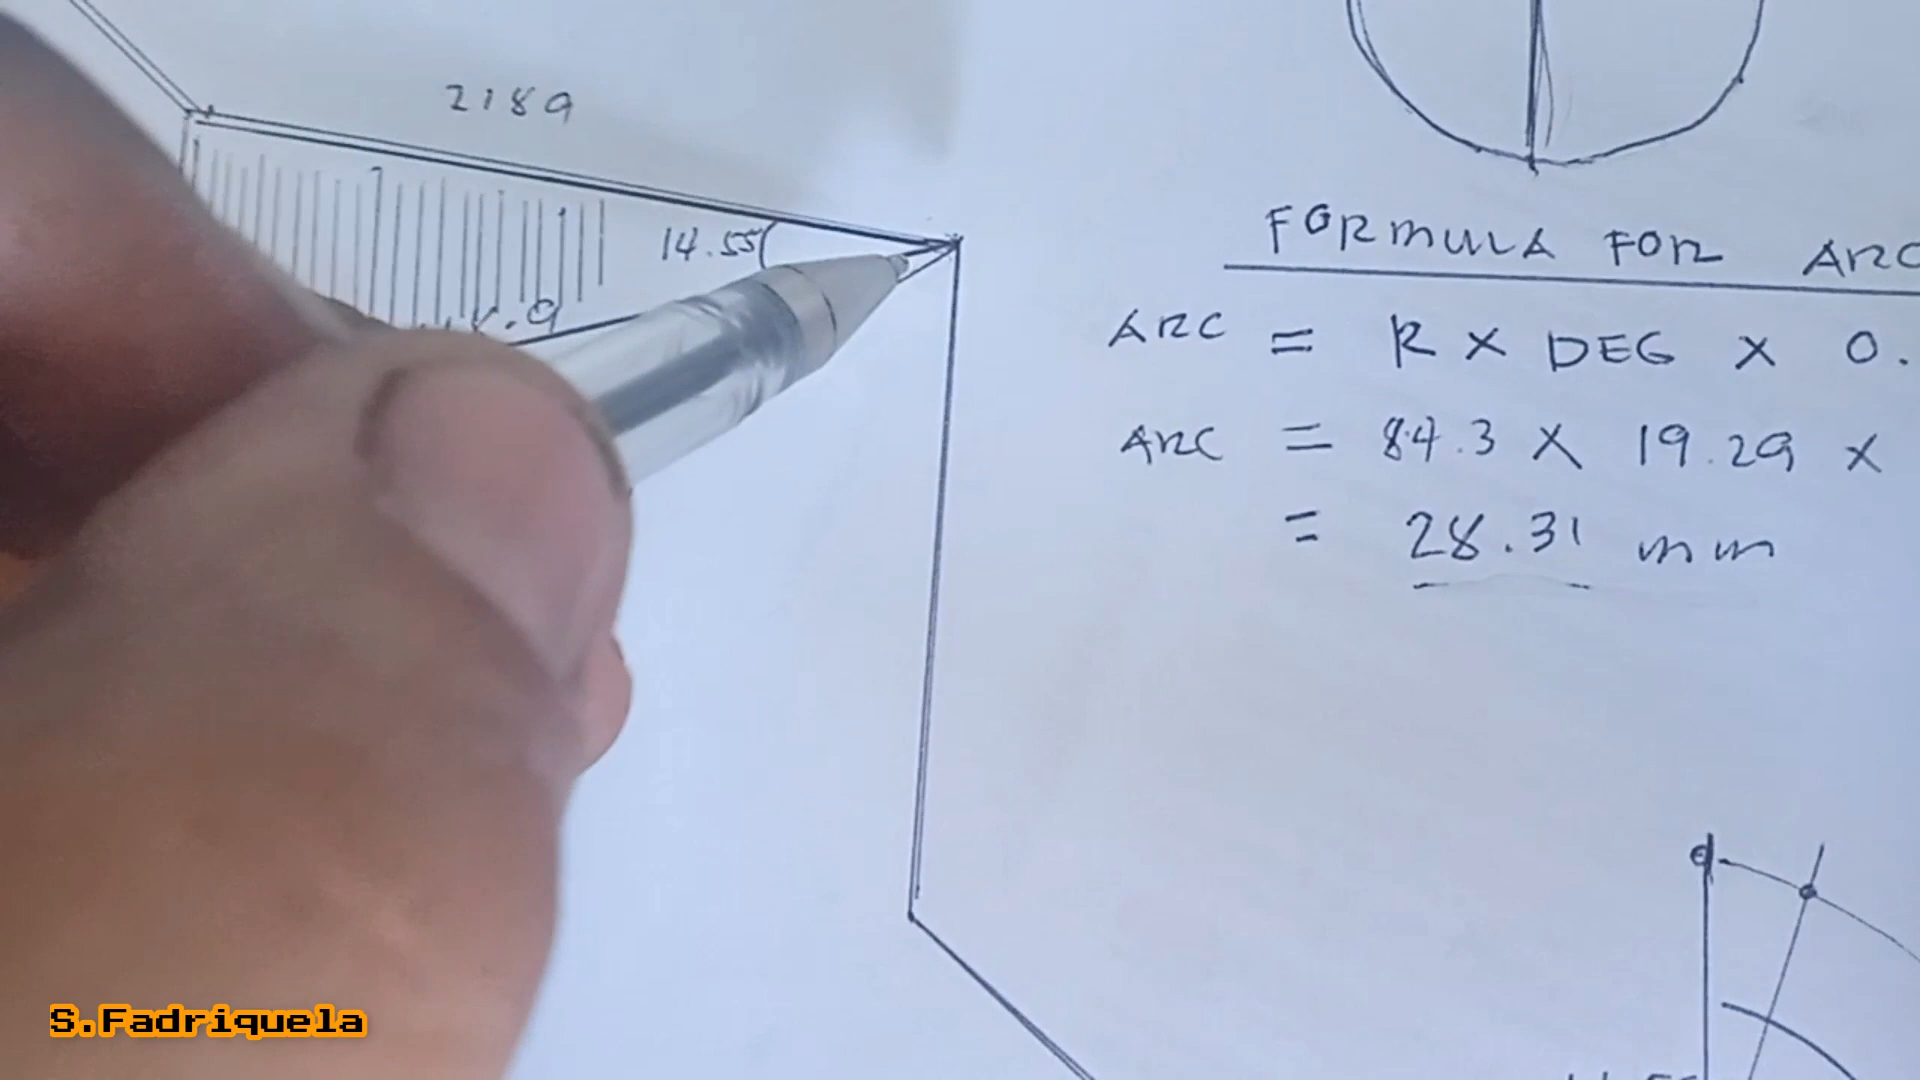 2189
14.55
FORMULA FOR ARC
ARC = R X DEG X 0.
ARC = 84.3 X 19.29 X
= 28.31 mm
S.Fadriquela